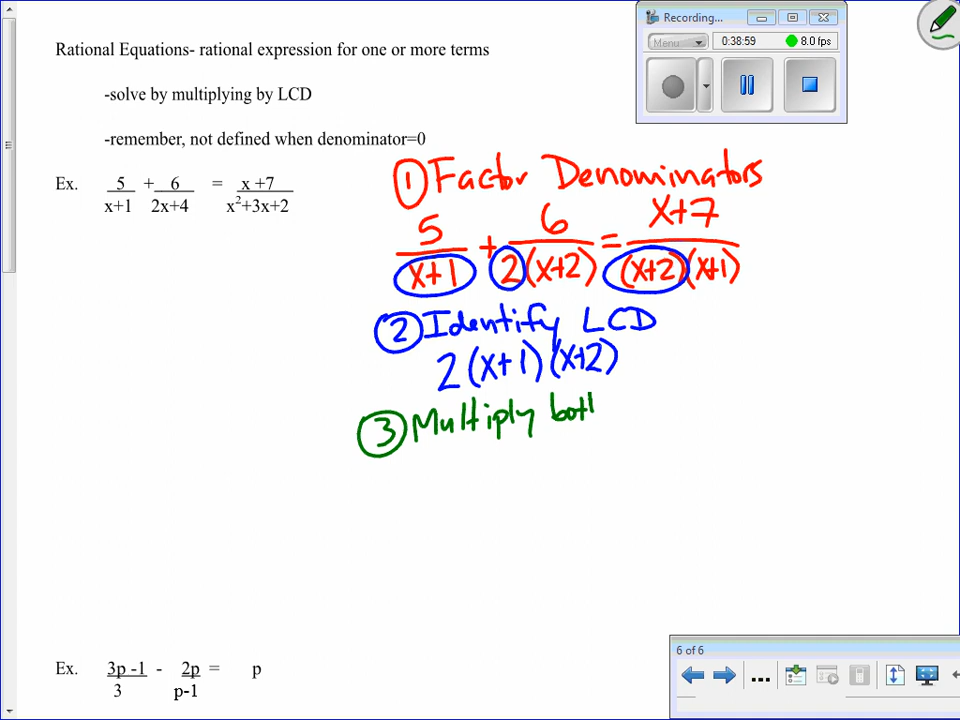 Rational Equations- rational expression for one or more terms
-solve by multiplying by LCD
-remember, not defined when denominator=0
Ex. 5 + 6 = x +7
x+1 2x+4 x²+3x+2
Recording...
Menu 0:38:59 8.0 fps
① Factor Denominators
5 + 6 = x+7
x+1 2(x+2) (x+2)(x+1)
② Identify LCD
2(x+1)(x+2)
③ Multiply bot
Ex. 3p -1 - 2p = p
3 p-1
6 of 6
...